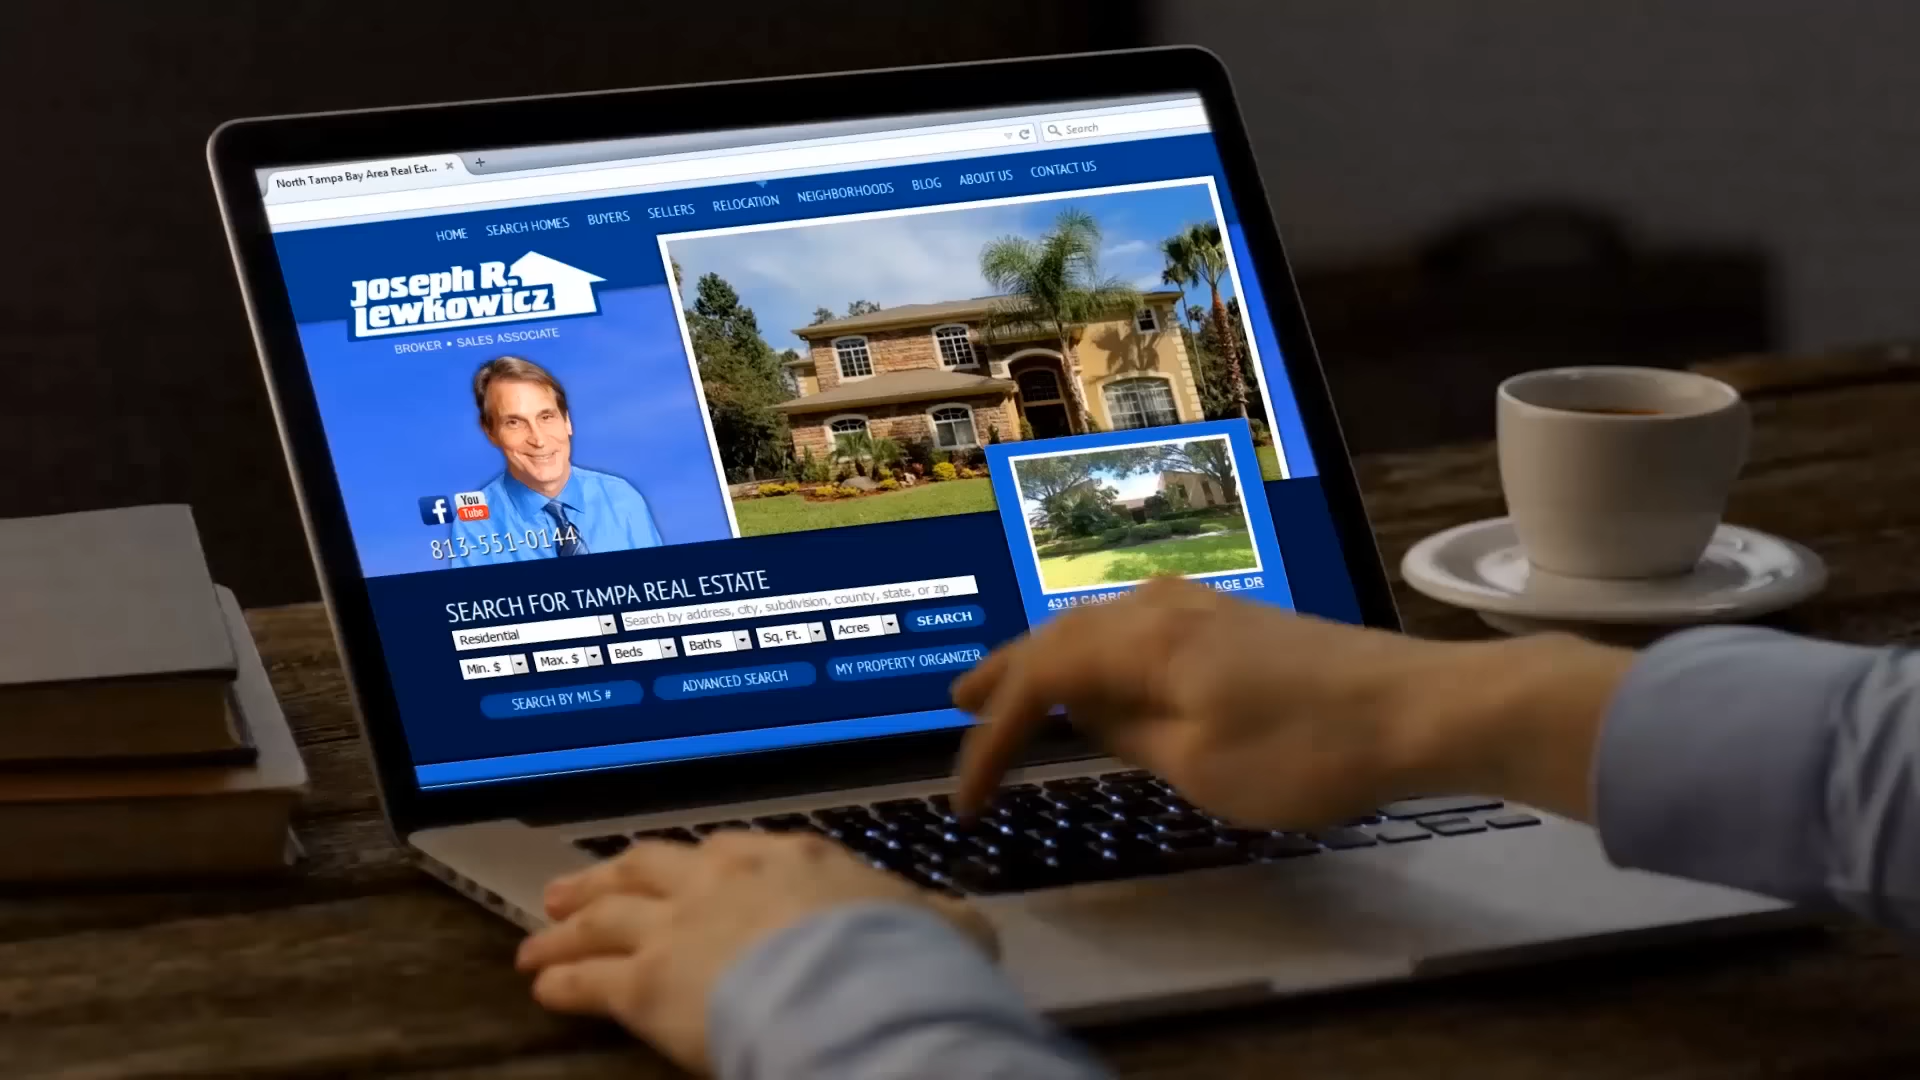 North Tampa Bay Area Real Est...
Search
HOME SEARCH HOMES BUYERS SELLERS RELOCATION NEIGHBORHOODS BLOG ABOUT US CONTACT US
Joseph R.
Lewkowicz
BROKER • SALES ASSOCIATE
f You
Tube
813-551-0144
SEARCH FOR TAMPA REAL ESTATE
Residential Search by address, city, subdivision, county, state, or zip
Min. $ Max. $ Beds Baths Sq. Ft. Acres SEARCH
SEARCH BY MLS # ADVANCED SEARCH MY PROPERTY ORGANIZER
4313 DR